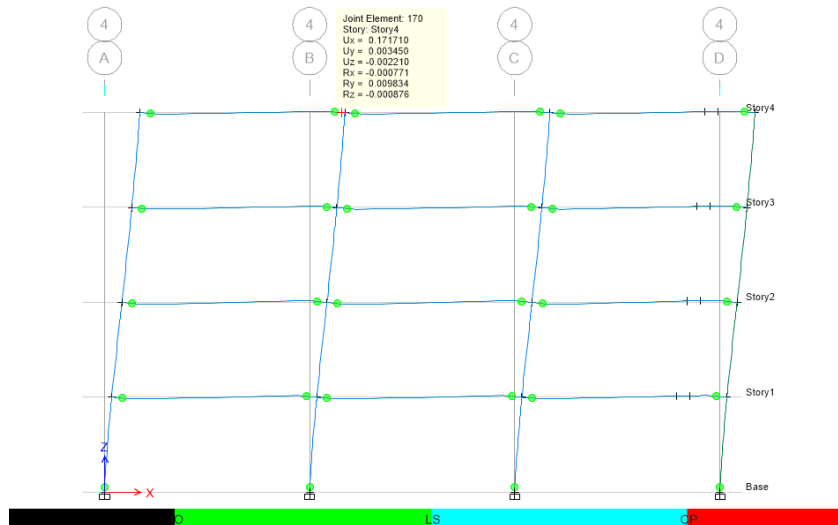 4 4 4 4
A B C D
Joint Element: 170
Story: Story4
Ux = 0.171710
Uy = 0.003450
Uz = -0.002210
Rx = -0.000771
Ry = 0.009834
Rz = -0.000876
Story4
Story3
Story2
Story1
Z
X
Base
LS CP